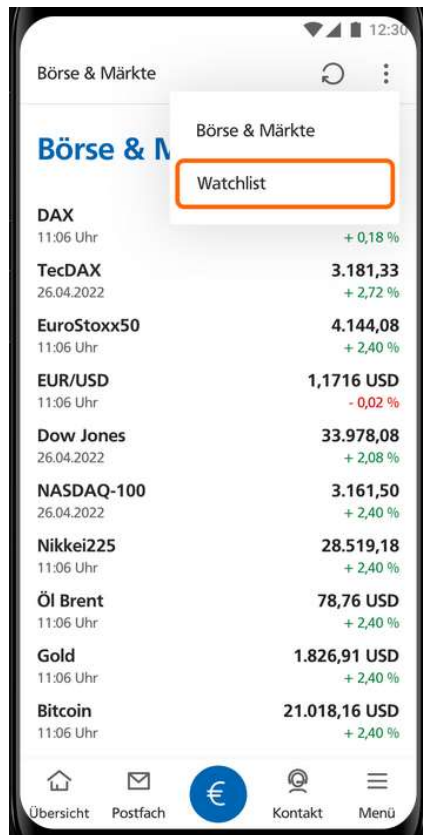 12:30
Börse & Märkte
Börse & Märkte
Watchlist
Börse & M
DAX
11:06 Uhr + 0,18 %
TecDAX 3.181,33
26.04.2022 + 2,72 %
EuroStoxx50 4.144,08
11:06 Uhr + 2,40 %
EUR/USD 1,1716 USD
11:06 Uhr - 0,02 %
Dow Jones 33.978,08
26.04.2022 + 2,08 %
NASDAQ-100 3.161,50
26.04.2022 + 2,40 %
Nikkei225 28.519,18
11:06 Uhr + 2,40 %
Öl Brent 78,76 USD
11:06 Uhr + 2,40 %
Gold 1.826,91 USD
11:06 Uhr + 2,40 %
Bitcoin 21.018,16 USD
11:06 Uhr + 2,40 %
€
Übersicht Postfach Kontakt Menü